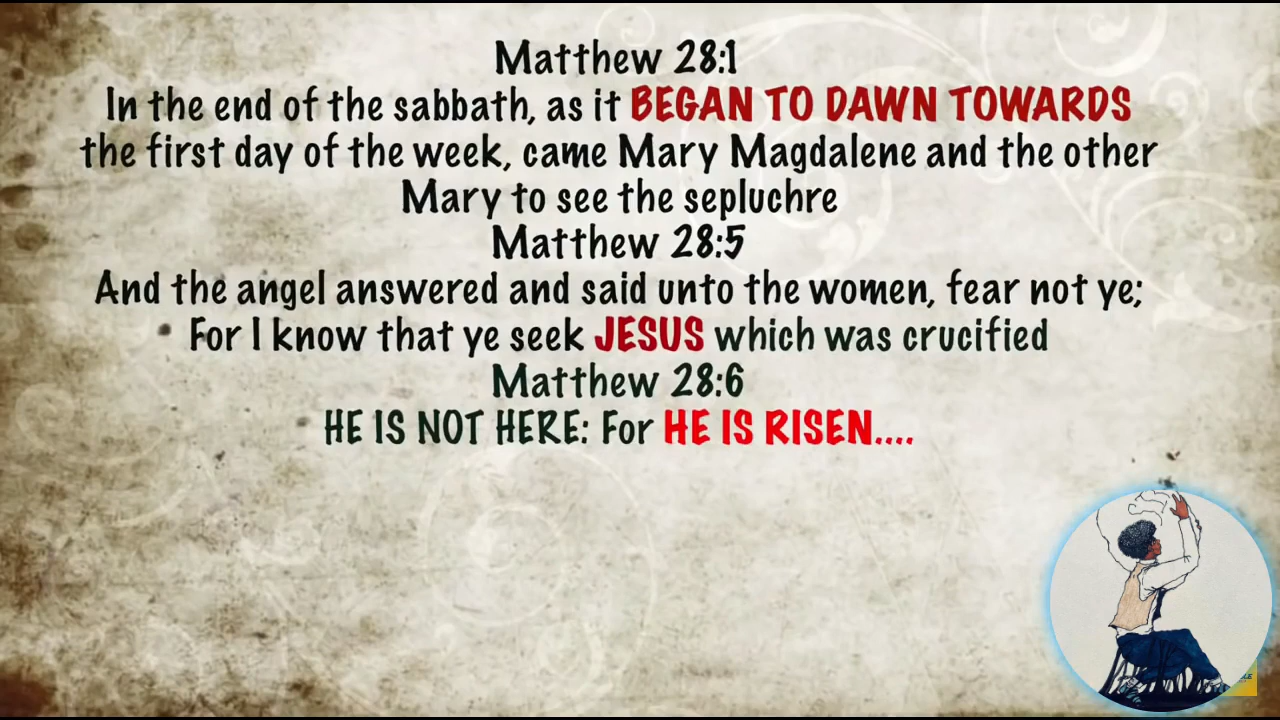 Matthew 28:1
In the end of the sabbath, as it BEGAN TO DAWN TOWARDS
the first day of the week, came Mary Magdalene and the other
Mary to see the sepluchre
Matthew 28:5
And the angel answered and said unto the women, fear not ye;
For I know that ye seek JESUS which was crucified
Matthew 28:6
HE IS NOT HERE: For HE IS RISEN....